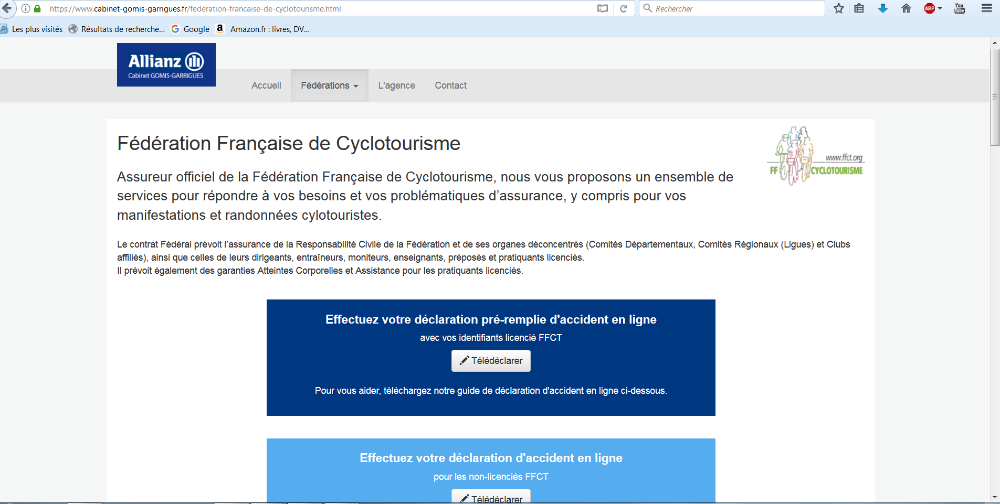 https://www.cabinet-gomis-garrigues.fr/federation-francaise-de-cyclotourisme.html
Rechercher
ABP
You
Tube
Les plus visités
Résultats de recherche...
Google
Amazon.fr : livres, DV...
Allianz
Cabinet GOMIS-GARRIGUES
Accueil
Fédérations
L'agence
Contact
Fédération Française de Cyclotourisme
www.ffct.org
FF CYCLOTOURISME
Assureur officiel de la Fédération Française de Cyclotourisme, nous vous proposons un ensemble de
services pour répondre à vos besoins et vos problématiques d’assurance, y compris pour vos
manifestations et randonnées cylotouristes.
Le contrat Fédéral prévoit l’assurance de la Responsabilité Civile de la Fédération et de ses organes déconcentrés (Comités Départementaux, Comités Régionaux (Ligues) et Clubs
affiliés), ainsi que celles de leurs dirigeants, entraîneurs, moniteurs, enseignants, préposés et pratiquants licenciés.
Il prévoit également des garanties Atteintes Corporelles et Assistance pour les pratiquants licenciés.
Effectuez votre déclaration pré-remplie d'accident en ligne
avec vos identifiants licencié FFCT
Télédéclarer
Pour vous aider, téléchargez notre guide de déclaration d'accident en ligne ci-dessous.
Effectuez votre déclaration d'accident en ligne
pour les non-licenciés FFCT
Télédéclarer